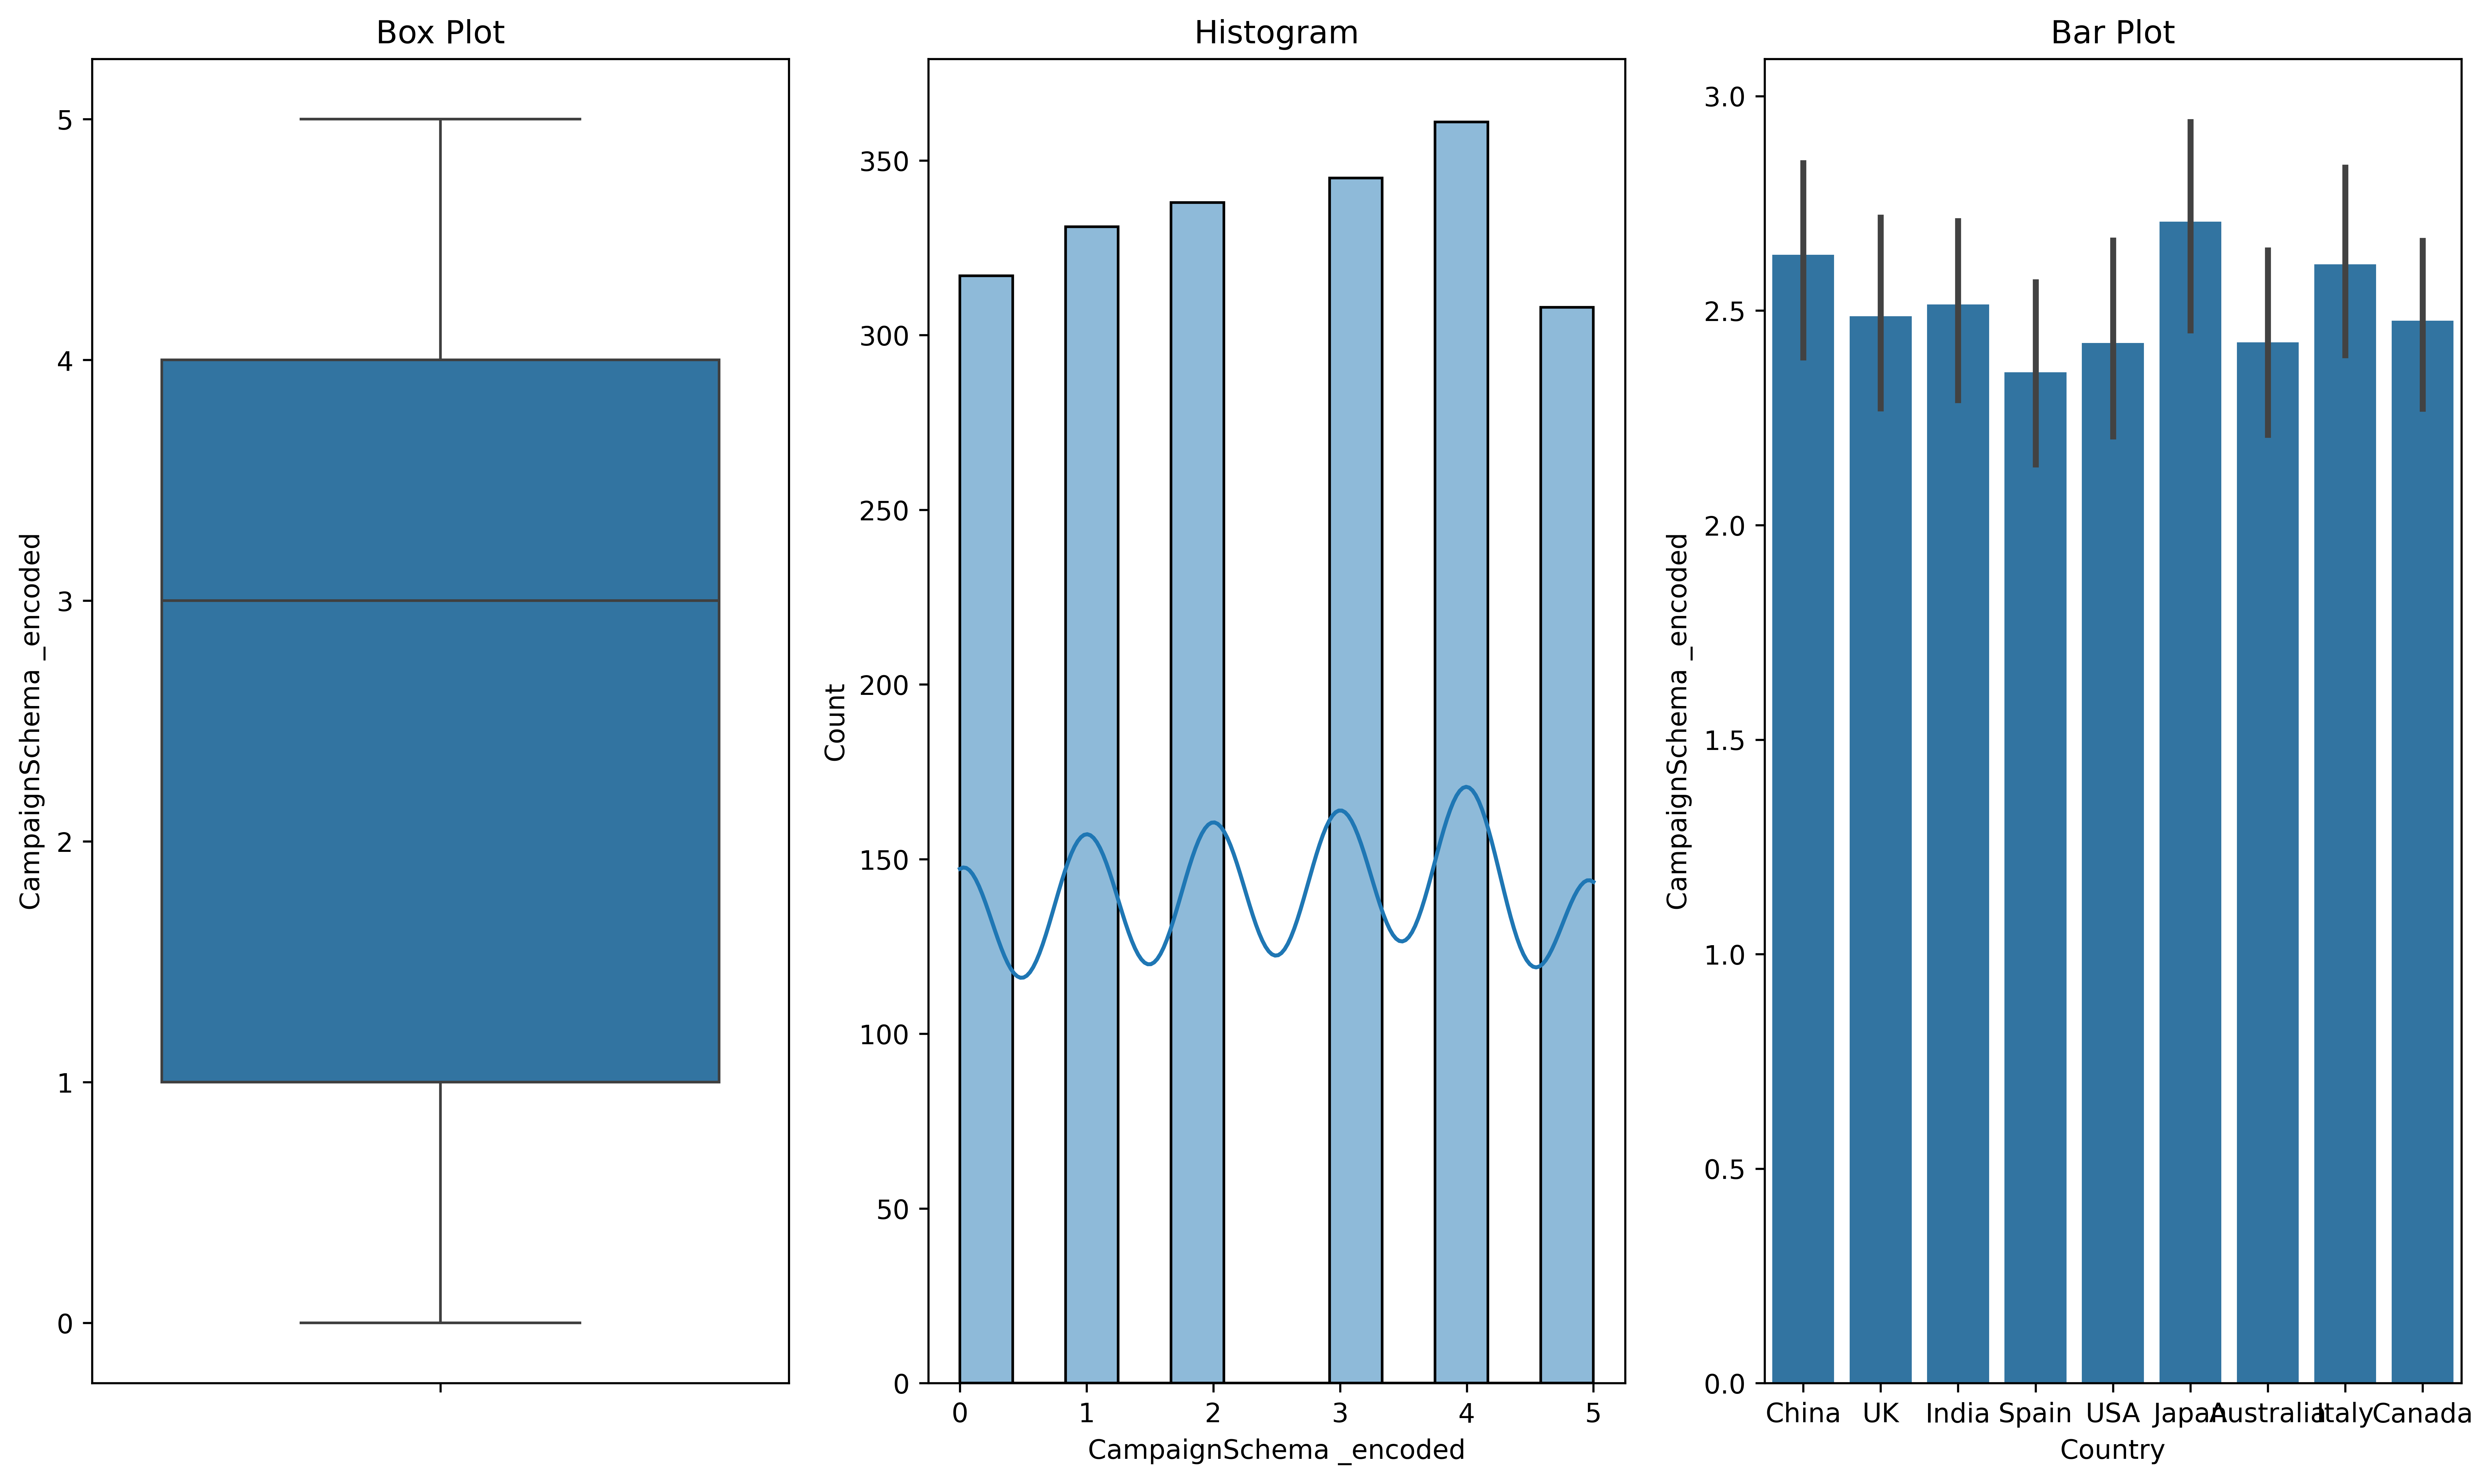 Box Plot
CampaignSchema _encoded
5
4
3
2
1
0
Histogram
Count
350
300
250
200
150
100
50
0
0 1 2 3 4 5
CampaignSchema _encoded
Bar Plot
CampaignSchema _encoded
3.0
2.5
2.0
1.5
1.0
0.5
0.0
China UK India Spain USA Japan Australia Italy Canada
Country